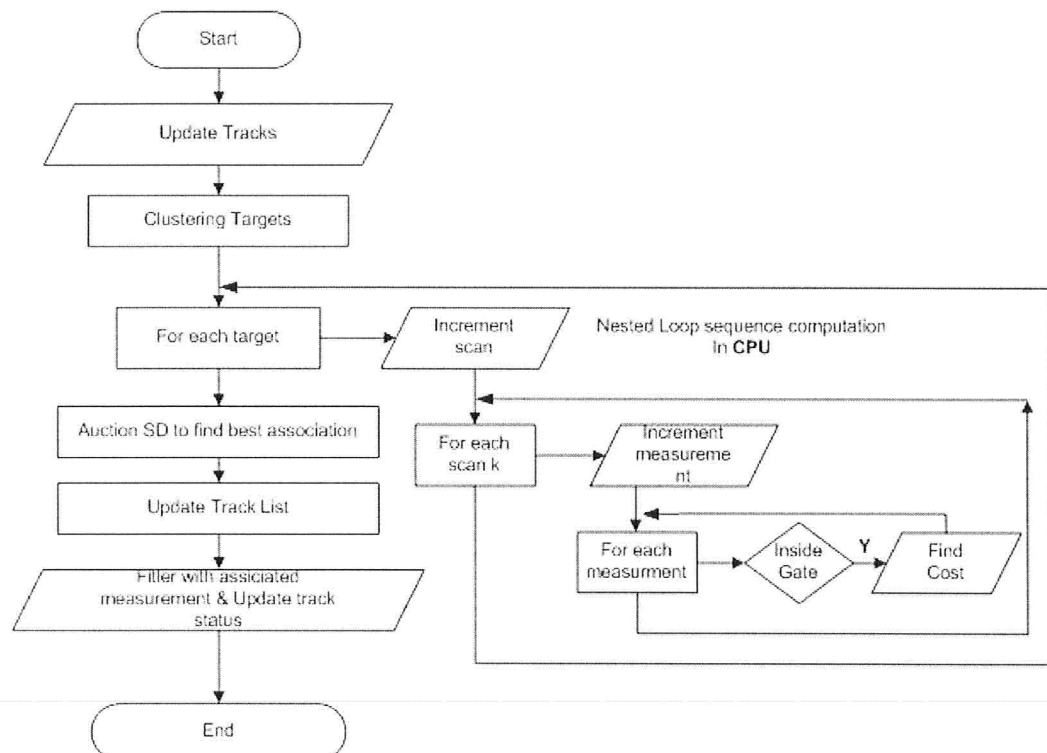 Start
Update Tracks
Clustering Targets
For each target
Increment
scan
Nested Loop sequence computation
In CPU
Auction SD to find best association
For each
scan k
Increment
measureme
nt
Update Track List
For each
measurment
Inside
Gate
Y
Find
Cost
Filler with assiciated
measurement & Update track
status
End